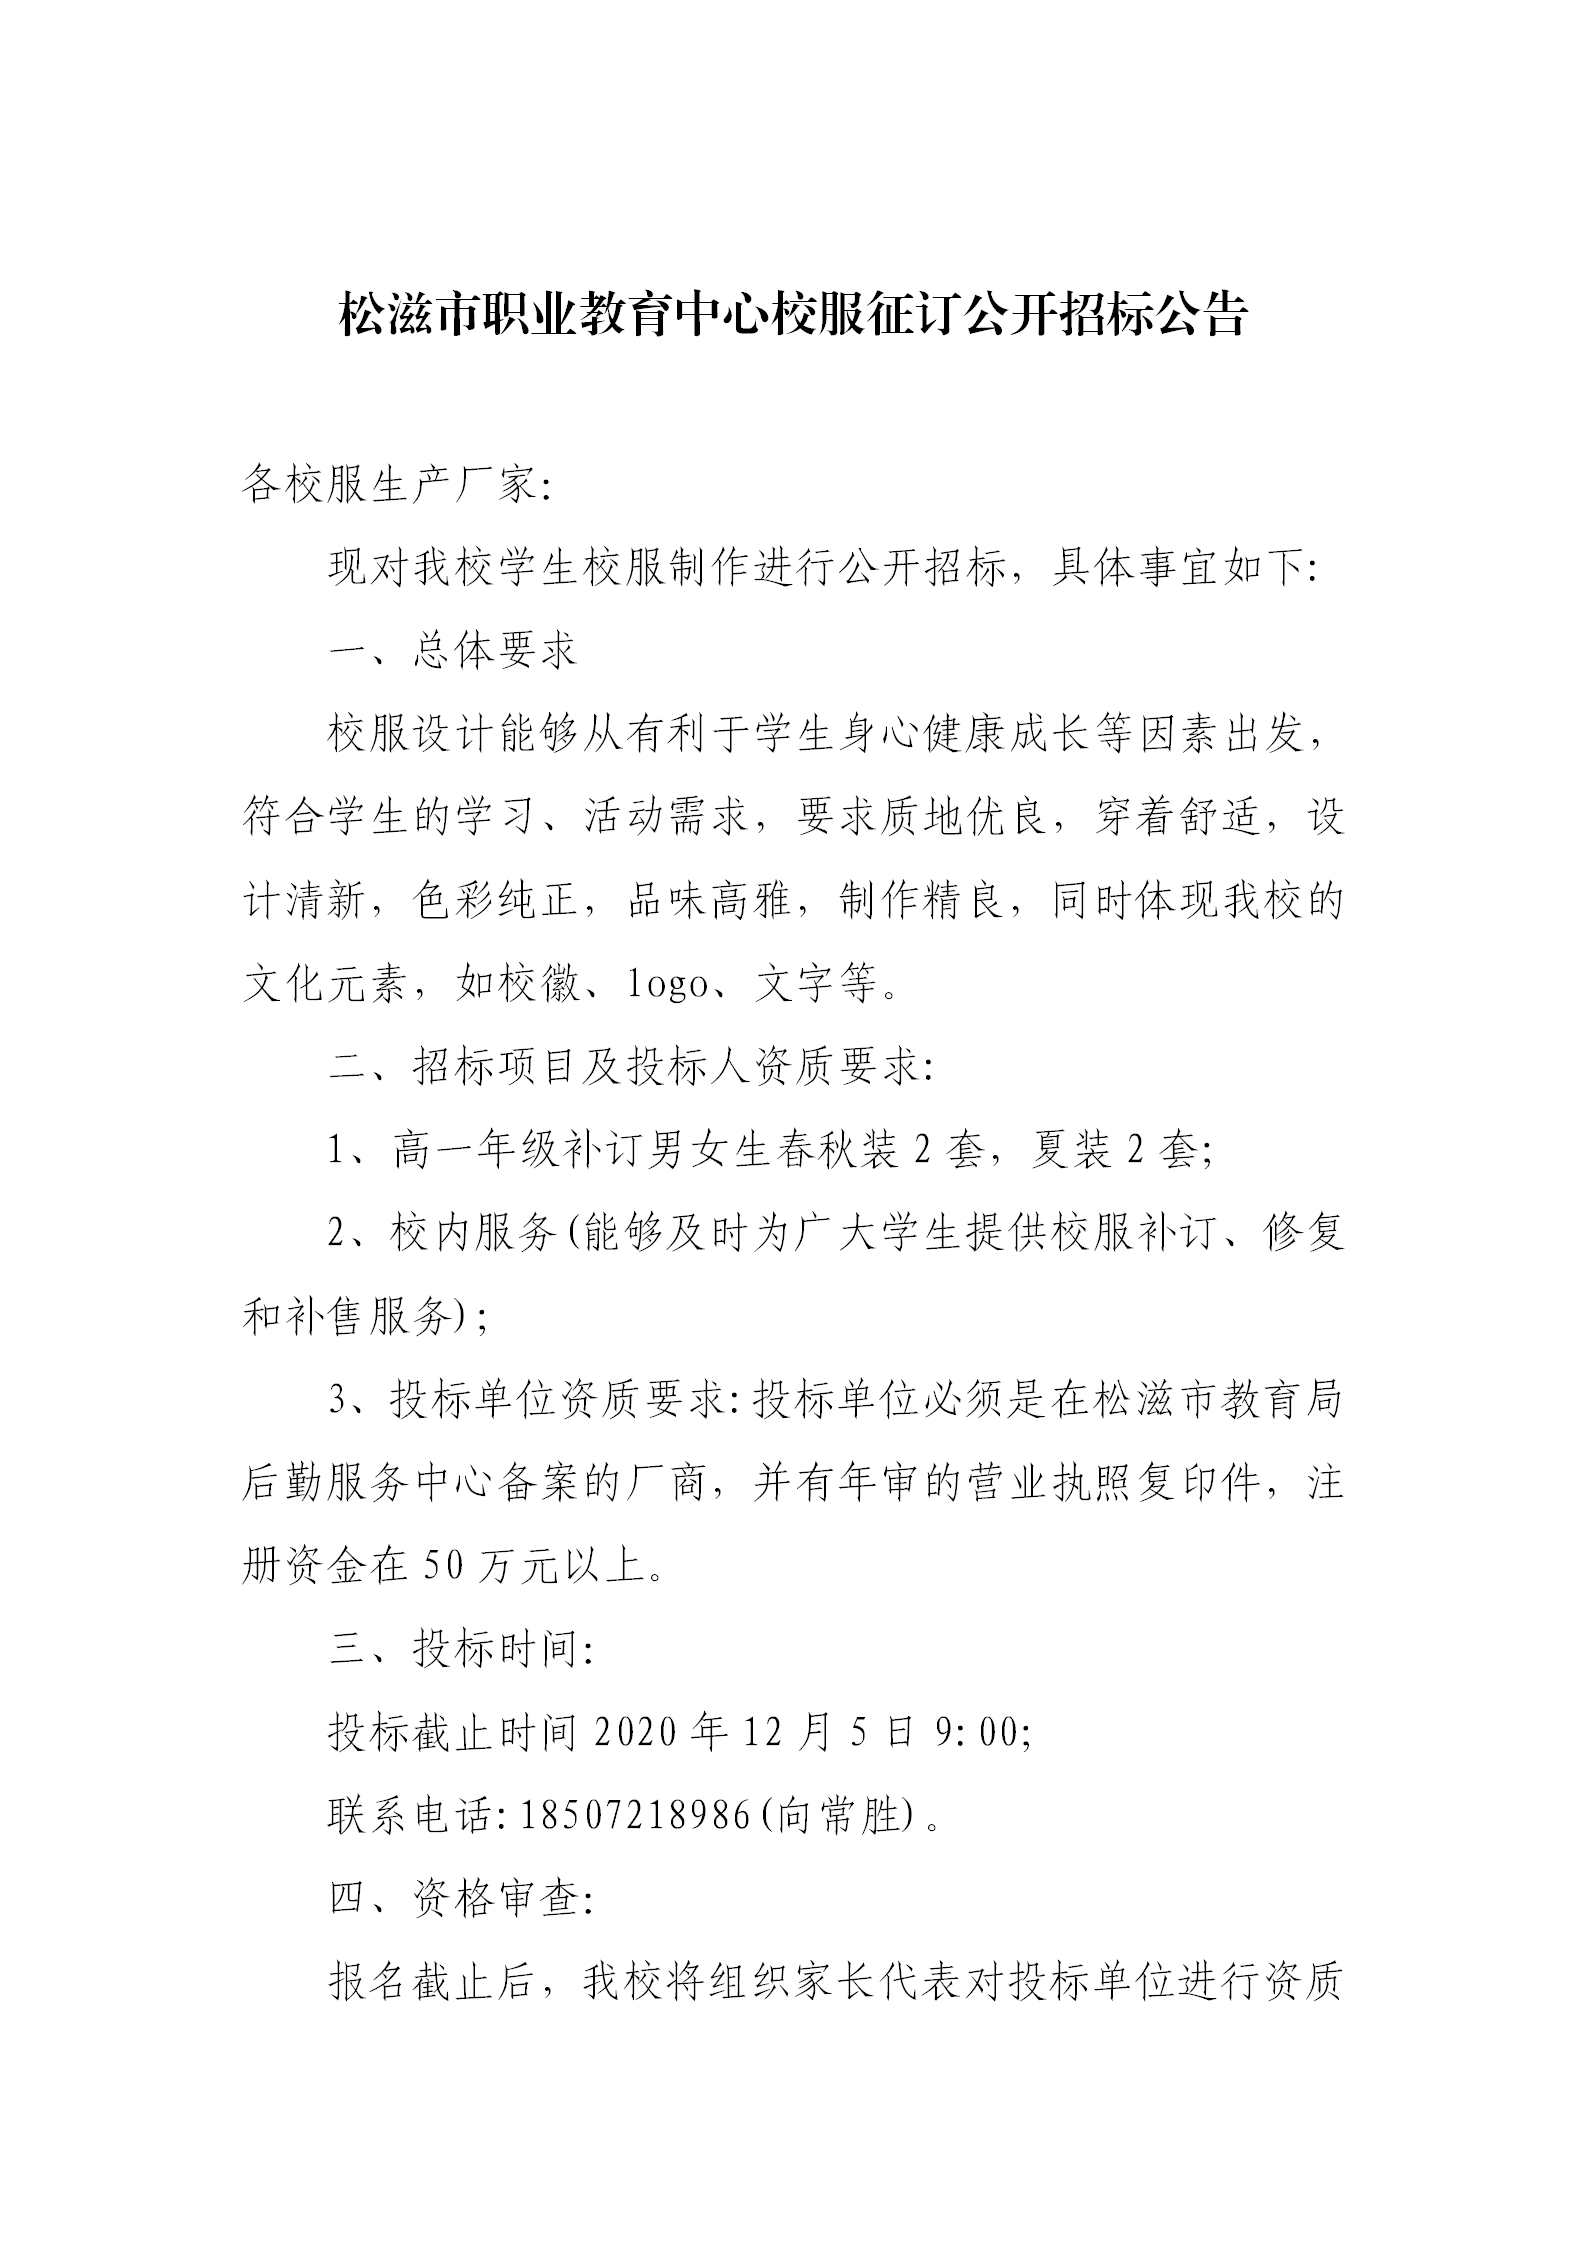 松滋市职业教育中心校服征订公开招标公告
各校服生产厂家:
现对我校学生校服制作进行公开招标，具体事宜如下:
一、总体要求
校服设计能够从有利于学生身心健康成长等因素出发，
符合学生的学习、活动需求，要求质地优良，穿着舒适，设
计清新，色彩纯正，品味高雅，制作精良，同时体现我校的
文化元素，如校徽、logo、文字等。
二、招标项目及投标人资质要求:
1、高一年级补订男女生春秋装 2 套，夏装 2 套;
2、校内服务(能够及时为广大学生提供校服补订、修复
和补售服务);
3、投标单位资质要求:投标单位必须是在松滋市教育局
后勤服务中心备案的厂商，并有年审的营业执照复印件，注
册资金在 50 万元以上。
三、投标时间:
投标截止时间 2020 年 12 月 5 日 9:00;
联系电话:18507218986(向常胜)。
四、资格审查:
报名截止后，我校将组织家长代表对投标单位进行资质